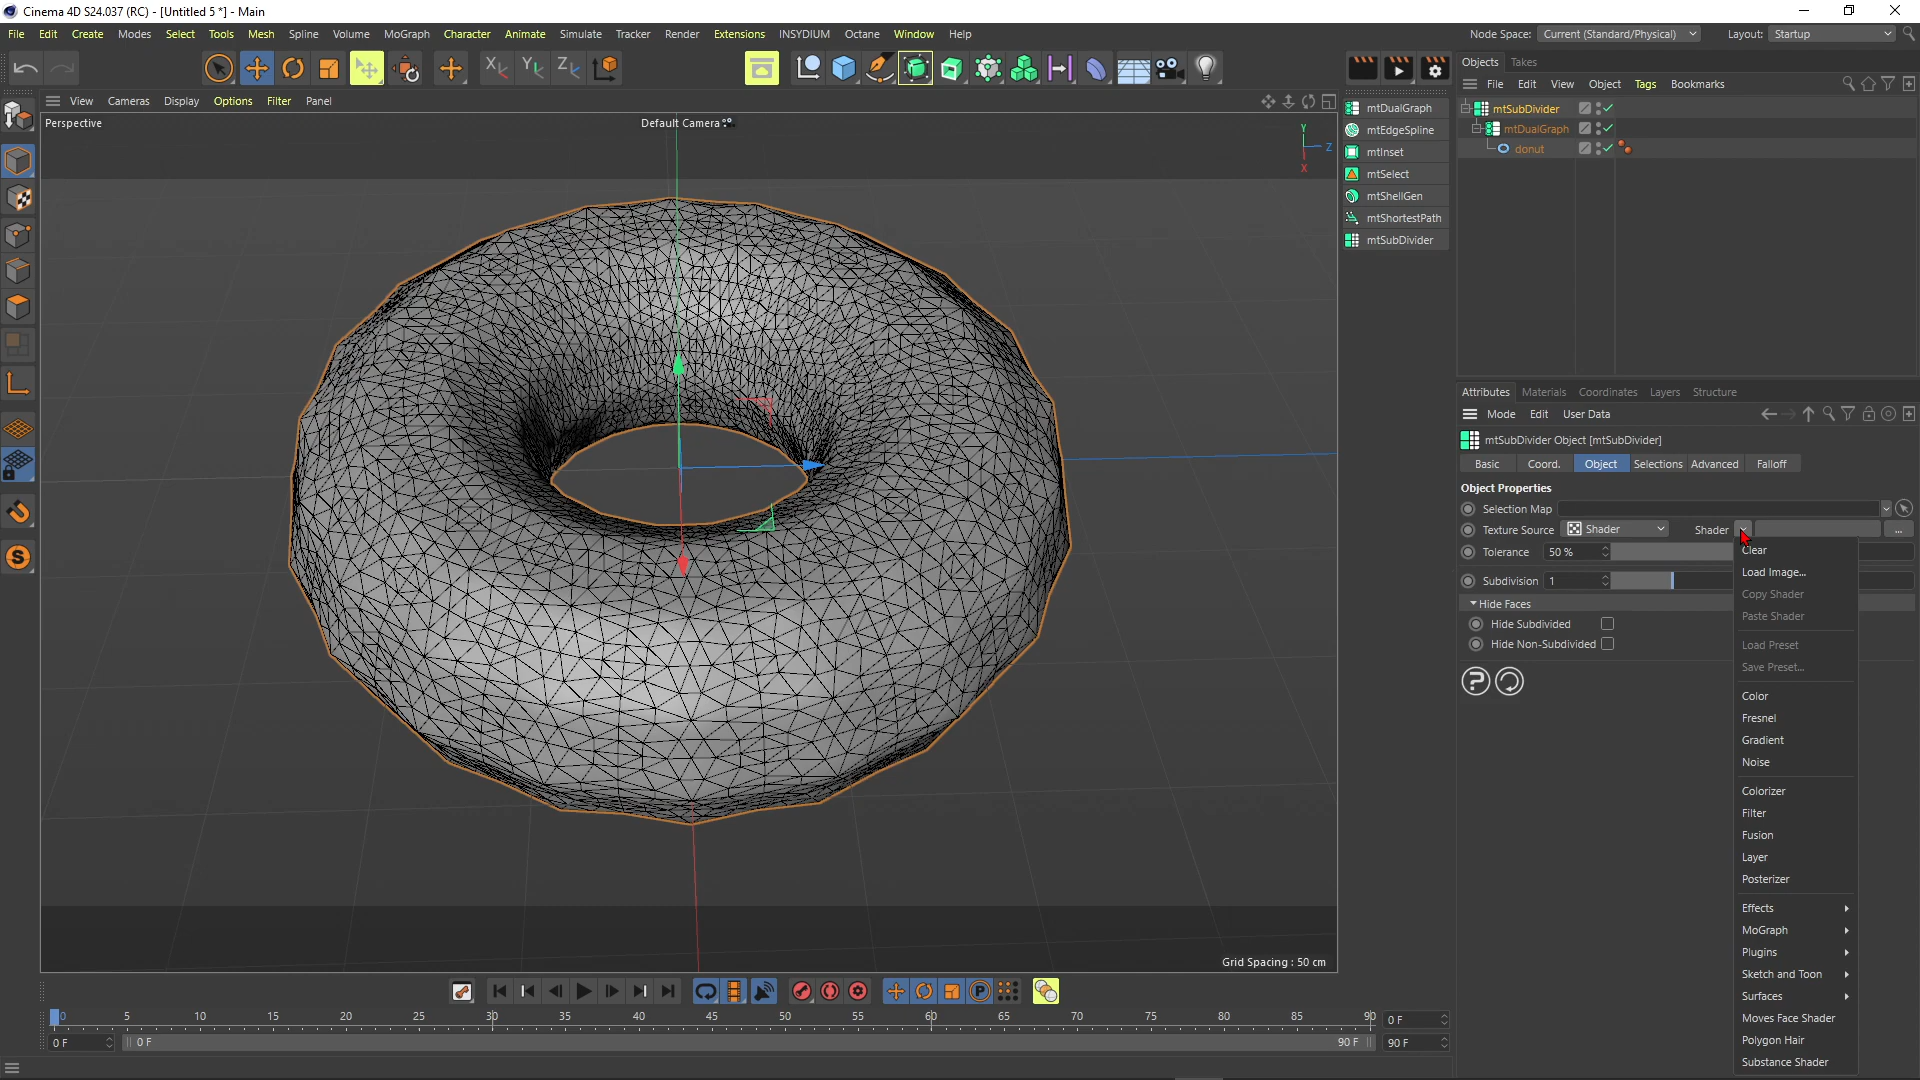 Cinema 4D S24.037 (RC) - [Untitled 5 *] - Main
File Edit Create Modes Select Tools Mesh Spline Volume MoGraph Character Animate Simulate Tracker Render Extensions INSYDIUM Octane Window Help
Node Space: Current (Standard/Physical) Layout: Startup
View Cameras Display Options Filter Panel
Perspective
Default Camera
Y
Z
X
Grid Spacing : 50 cm
mtDualGraph
mtEdgeSpline
mtInset
mtSelect
mtShellGen
mtShortestPath
mtSubDivider
Objects Takes
File Edit View Object Tags Bookmarks
mtSubDivider
mtDualGraph
donut
Attributes Materials Coordinates Layers Structure
Mode Edit User Data
mtSubDivider Object [mtSubDivider]
Basic Coord. Object Selections Advanced Falloff
Object Properties
Selection Map
Texture Source Shader Shader ...
Tolerance 50 %
Subdivision 1
Hide Faces
Hide Subdivided
Hide Non-Subdivided
Clear
Load Image...
Copy Shader
Paste Shader
Load Preset
Save Preset...
Color
Fresnel
Gradient
Noise
Colorizer
Filter
Fusion
Layer
Posterizer
Effects
MoGraph
Plugins
Sketch and Toon
Surfaces
Moves Face Shader
Polygon Hair
Substance Shader
0 5 10 15 20 25 30 35 40 45 50 55 60 65 70 75 80 85 90 0 F
0 F 0 F 90 F 90 F